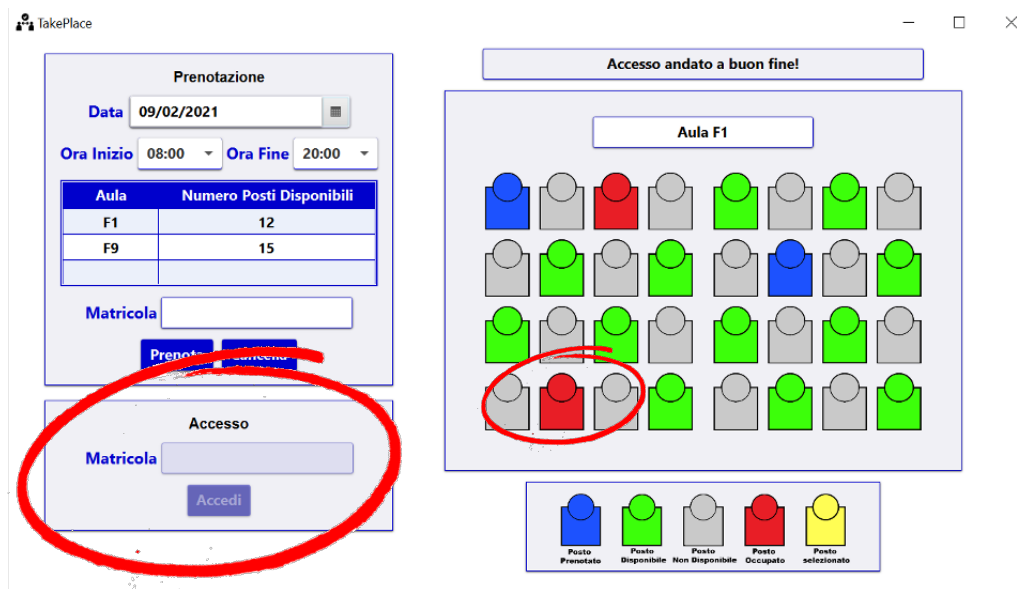 TakePlace
Prenotazione
Data 09/02/2021
Ora Inizio 08:00 Ora Fine 20:00
Aula Numero Posti Disponibili
F1 12
F9 15
Matricola
Prenota
Accesso
Matricola
Accedi
Accesso andato a buon fine!
Aula F1
Posto Prenotato
Posto Disponibile
Posto Non Disponibile
Posto Occupato
Posto selezionato